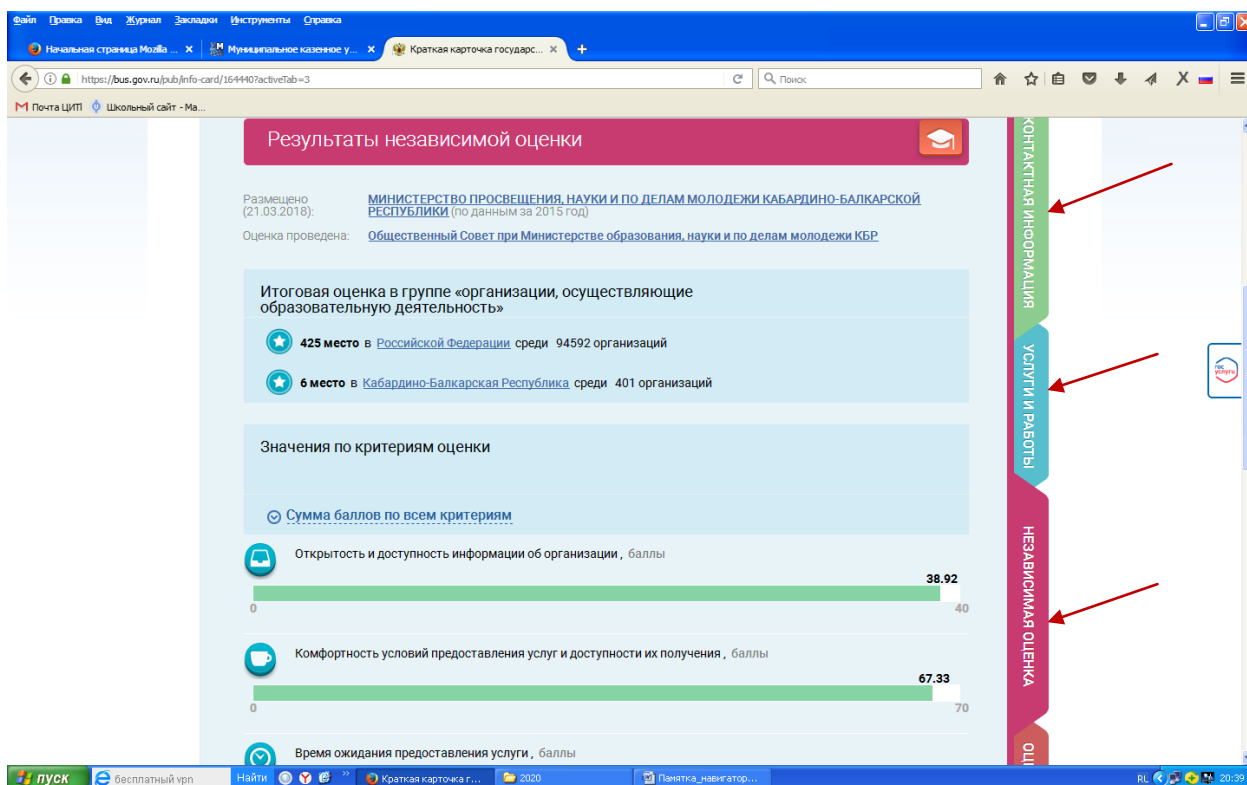 Файл Правка Вид Журнал Закладки Инструменты Справка
Начальная страница Mozilla ... Муниципальное казенное у... Краткая карточка государс...
https://bus.gov.ru/pub/info-card/164440?activeTab=3 Поиск
Почта ЦИТ! Школьный сайт - Ма...
Результаты независимой оценки
Размещено (21.03.2018):
МИНИСТЕРСТВО ПРОСВЕЩЕНИЯ, НАУКИ И ПО ДЕЛАМ МОЛОДЕЖИ КАБАРДИНО-БАЛКАРСКОЙ
РЕСПУБЛИКИ (по данным за 2015 год)
Оценка проведена: Общественный Совет при Министерстве образования, науки и по делам молодежи КБР
Итоговая оценка в группе «организации, осуществляющие
образовательную деятельность»
425 место в Российской Федерации среди 94592 организаций
6 место в Кабардино-Балкарская Республика среди 401 организаций
Значения по критериям оценки
Сумма баллов по всем критериям
Открытость и доступность информации об организации, баллы
38.92
0 40
Комфортность условий предоставления услуг и доступности их получения, баллы
67.33
0 70
Время ожидания предоставления услуги, баллы
КОНТАКТНАЯ ИНФОРМАЦИЯ
УСЛУГИ И РАБОТЫ
НЕЗАВИСИМАЯ ОЦЕНКА
ОЦ
гос
услуги
пуск бесплатный vpn Найти Краткая карточка г... 2020 Памятка_навигатор... RL 20:39